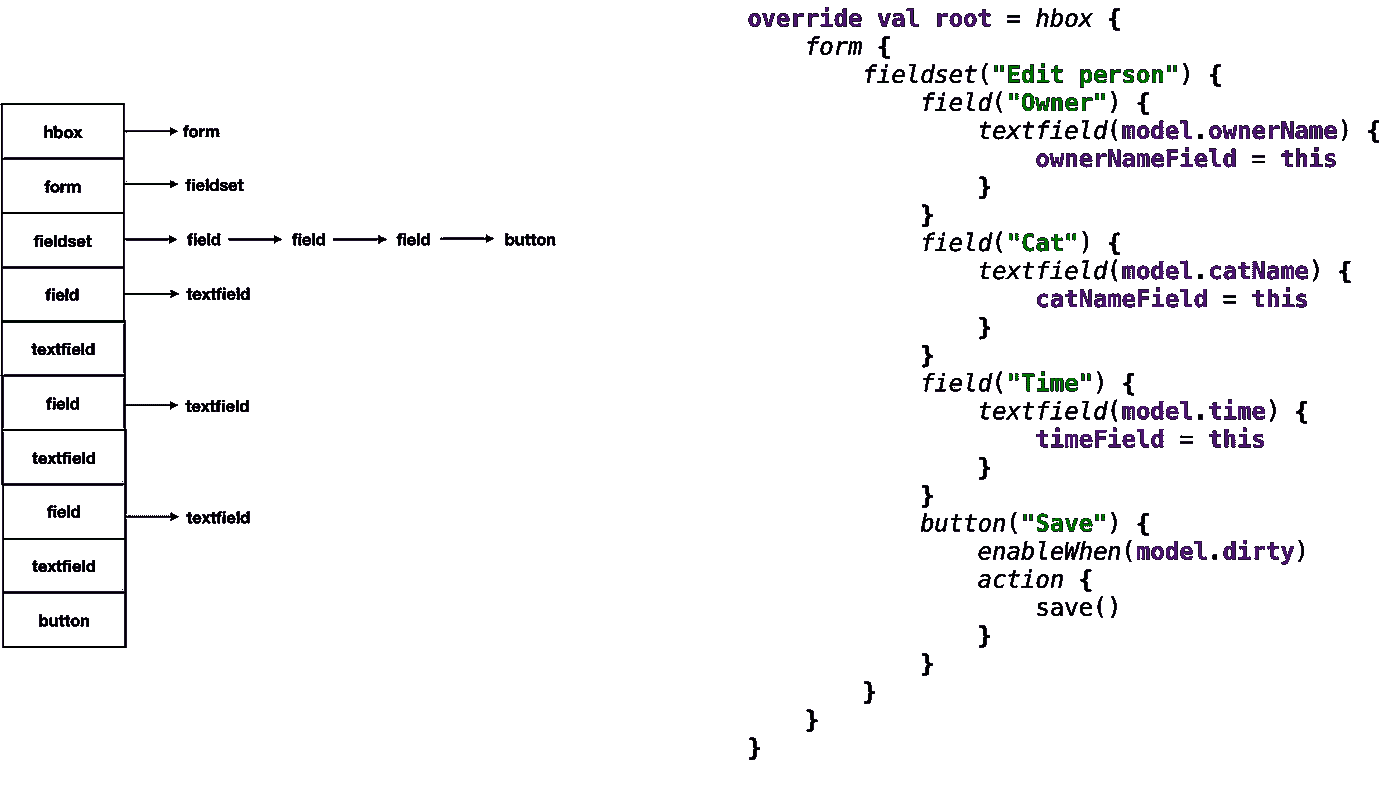 hbox form
form fieldset
fieldset field field field button
field textfield
textfield
field textfield
textfield
field textfield
textfield
button
override val root = hbox {
    form {
        fieldset("Edit person") {
            field("Owner") {
                textfield(model.ownerName) {
                    ownerNameField = this
                }
            }
            field("Cat") {
                textfield(model.catName) {
                    catNameField = this
                }
            }
            field("Time") {
                textfield(model.time) {
                    timeField = this
                }
            }
            button("Save") {
                enableWhen(model.dirty)
                action {
                    save()
                }
            }
        }
    }
}